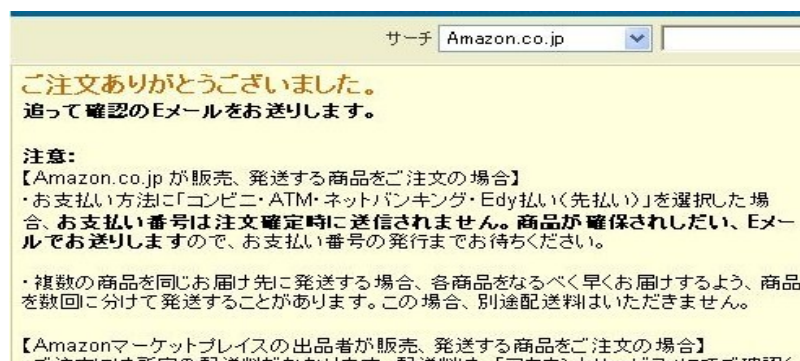 サーチ Amazon.co.jp
ご注文ありがとうございました。
追って確認のEメールをお送りします。
注意:
【Amazon.co.jp が販売、発送する商品をご注文の場合】
・お支払い方法に「コンビニ・ATM・ネットバンキング・Edy払い(先払い)」を選択した場
合、お支払い番号は注文確定時に送信されません。商品が確保されしだい、Eメー
ルでお送りしますので、お支払い番号の発行までお待ちください。
・複数の商品を同じお届け先に発送する場合、各商品をなるべく早くお届けするよう、商品
を数回に分けて発送することがあります。この場合、別途配送料はいただきません。
【Amazonマーケットプレイスの出品者が販売、発送する商品をご注文の場合】